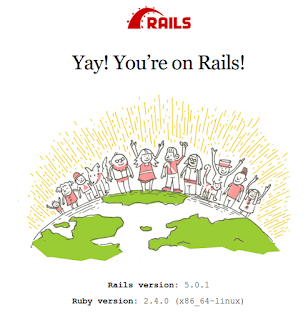 RAILS
Yay! You’re on Rails!
Rails version: 5.0.1
Ruby version: 2.4.0 (x86_64-linux)